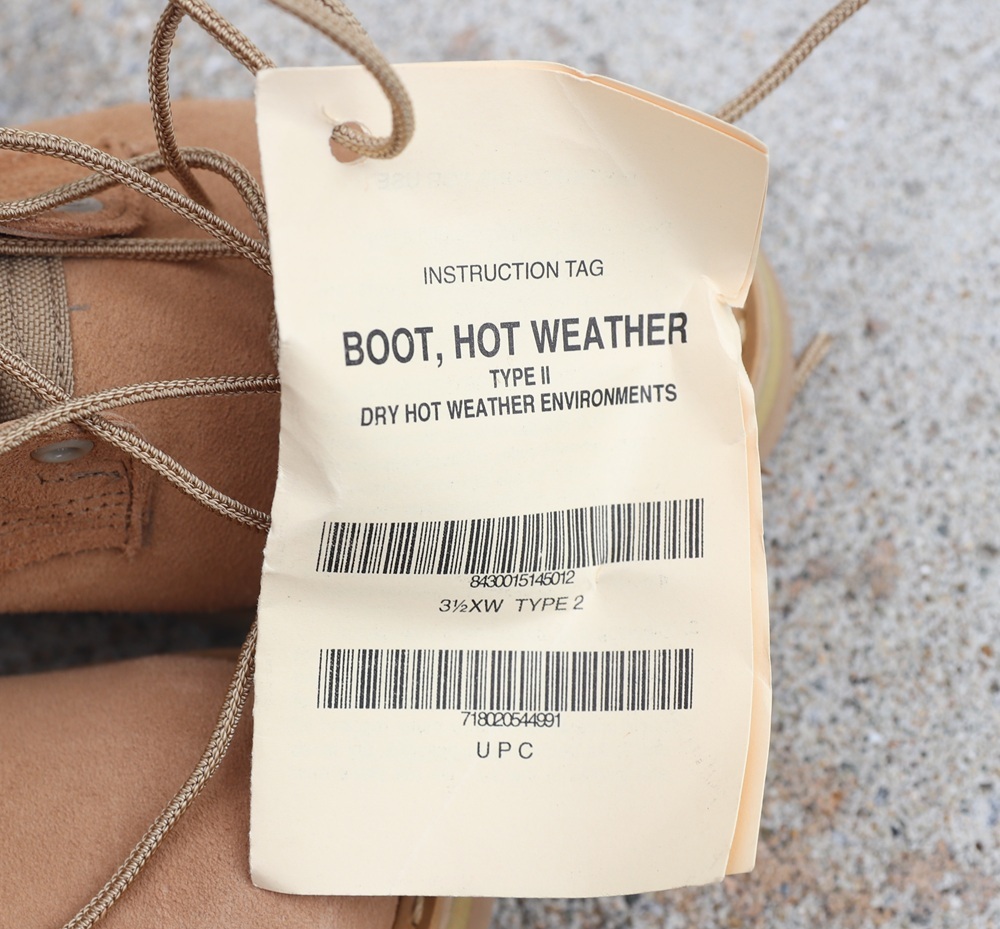 INSTRUCTION TAG
BOOT, HOT WEATHER
TYPE II
DRY HOT WEATHER ENVIRONMENTS
8430015145012
3½XW TYPE 2
718020544991
UPC